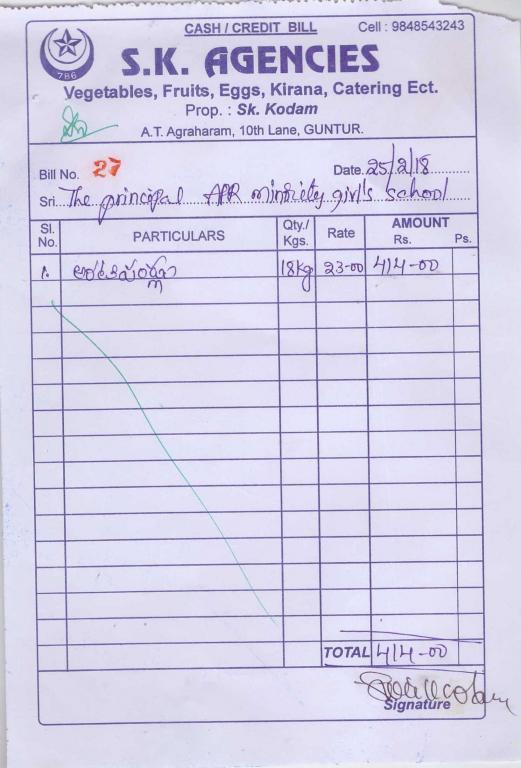 CASH / CREDIT BILL
Cell : 9848543243
786
S.K. AGENCIES
Vegetables, Fruits, Eggs, Kirana, Catering Ect.
Prop. : Sk. Kodam
A.T. Agraharam, 10th Lane, GUNTUR.
Bill No. 27 Date. 25/2/18
Sri. The principal APR minority girl's school
Sl. No. PARTICULARS Qty./ Kgs. Rate AMOUNT Rs. Ps.
1. 18kg 23-00 414-00
TOTAL 414-00
Signature